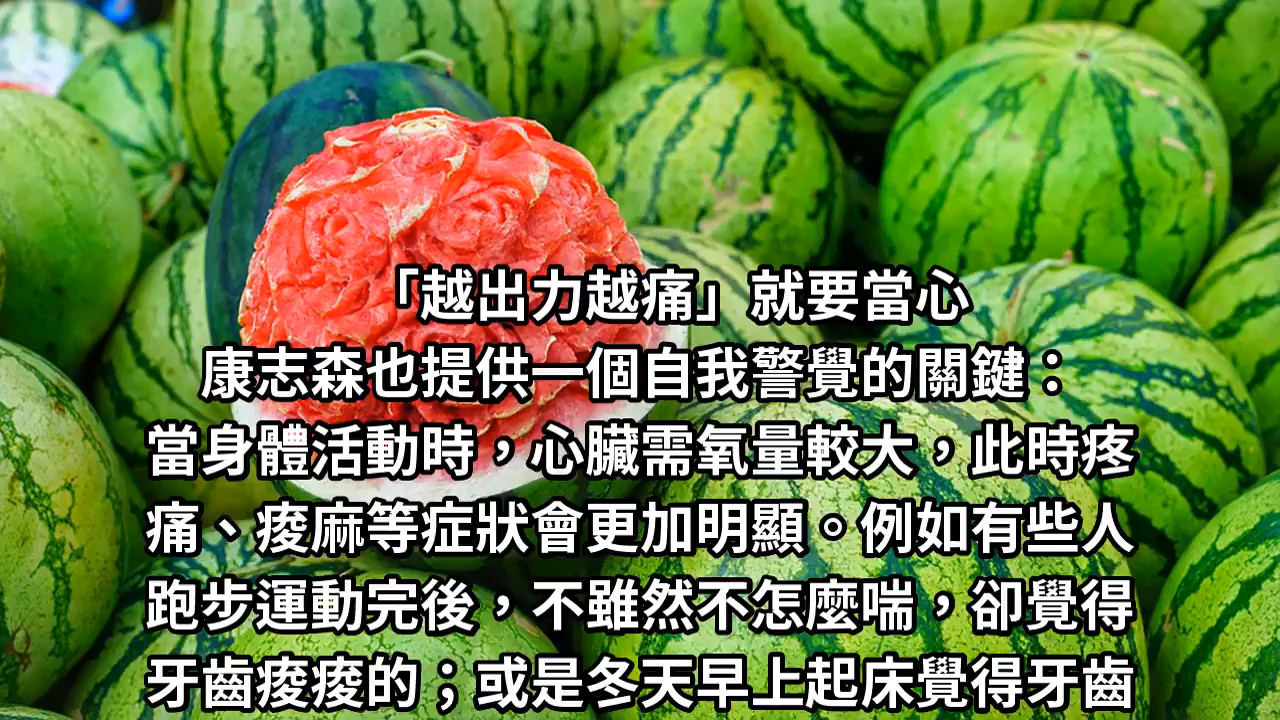 「越出力越痛」就要當心
康志森也提供一個自我警覺的關鍵：
當身體活動時，心臟需氧量較大，此時疼
痛、痠麻等症狀會更加明顯。例如有些人
跑步運動完後，不雖然不怎麼喘，卻覺得
牙齒痠痠的；或是冬天早上起床覺得牙齒